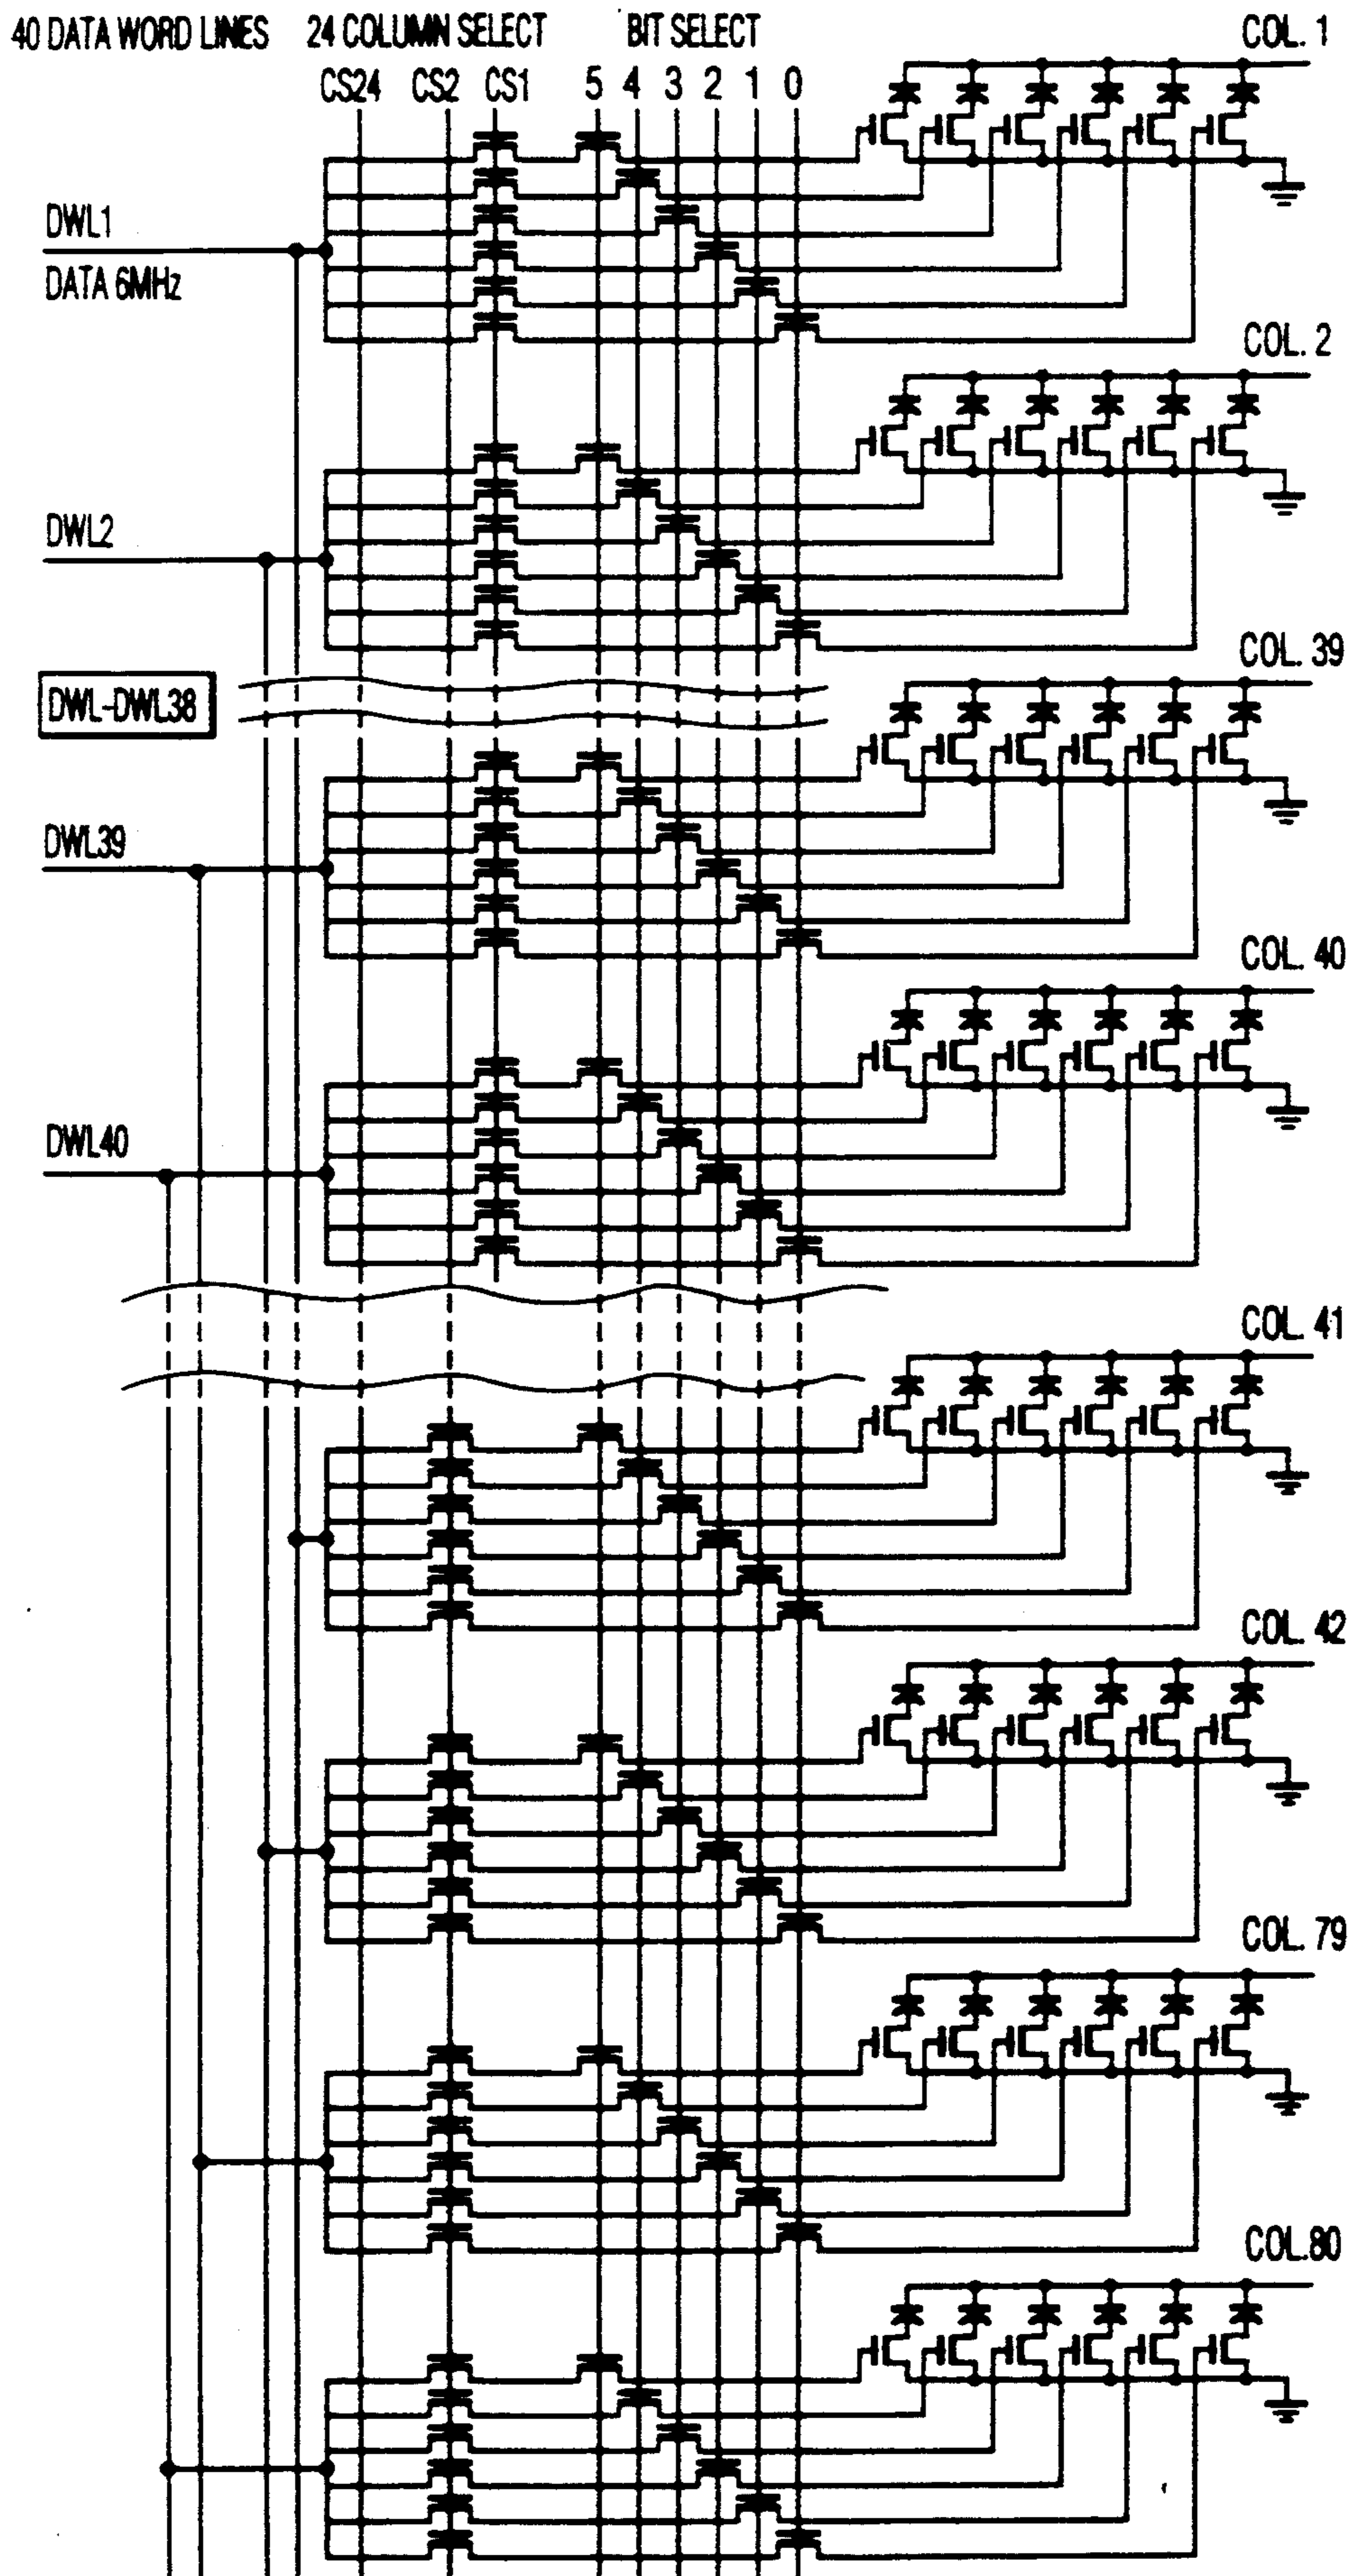 40 DATA WORD LINES 24 COLUMN SELECT BIT SELECT COL. 1
CS24 CS2 CS1 5 4 3 2 1 0
DWL1
DATA 6MHz
COL. 2
DWL2
COL. 39
DWL-DWL38
DWL39
COL. 40
DWL40
COL. 41
COL. 42
COL. 79
COL.80